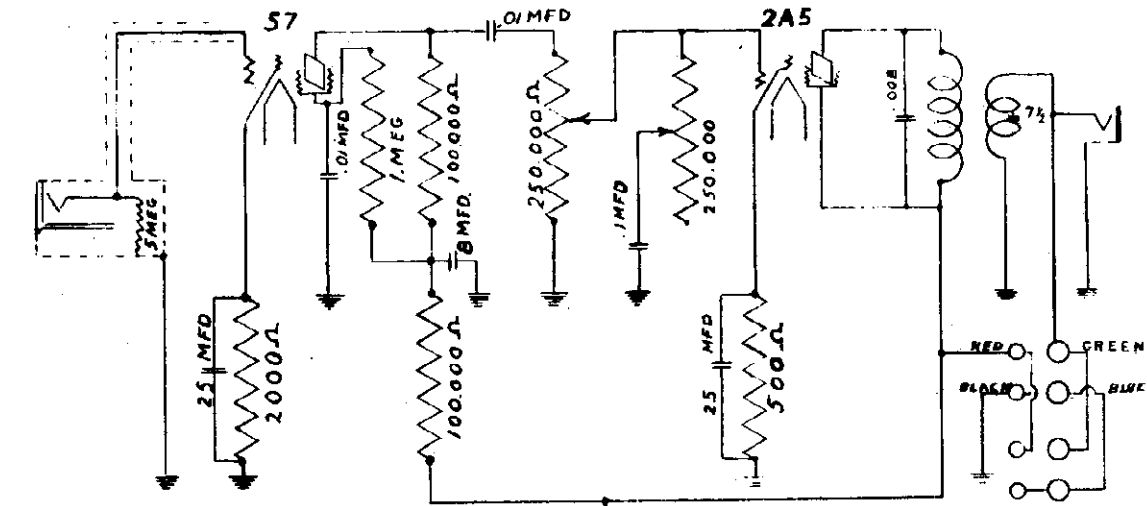 57
.01 MFD
2A5
5 MEG
.01 MFD
1. MEG
100.000 Ω
8 MFD.
250.000 Ω
.1 MFD
250.000
.008
7½
25 MFD
2000 Ω
100.000 Ω
25 MFD
500 Ω
RED
GREEN
BLACK
BLUE